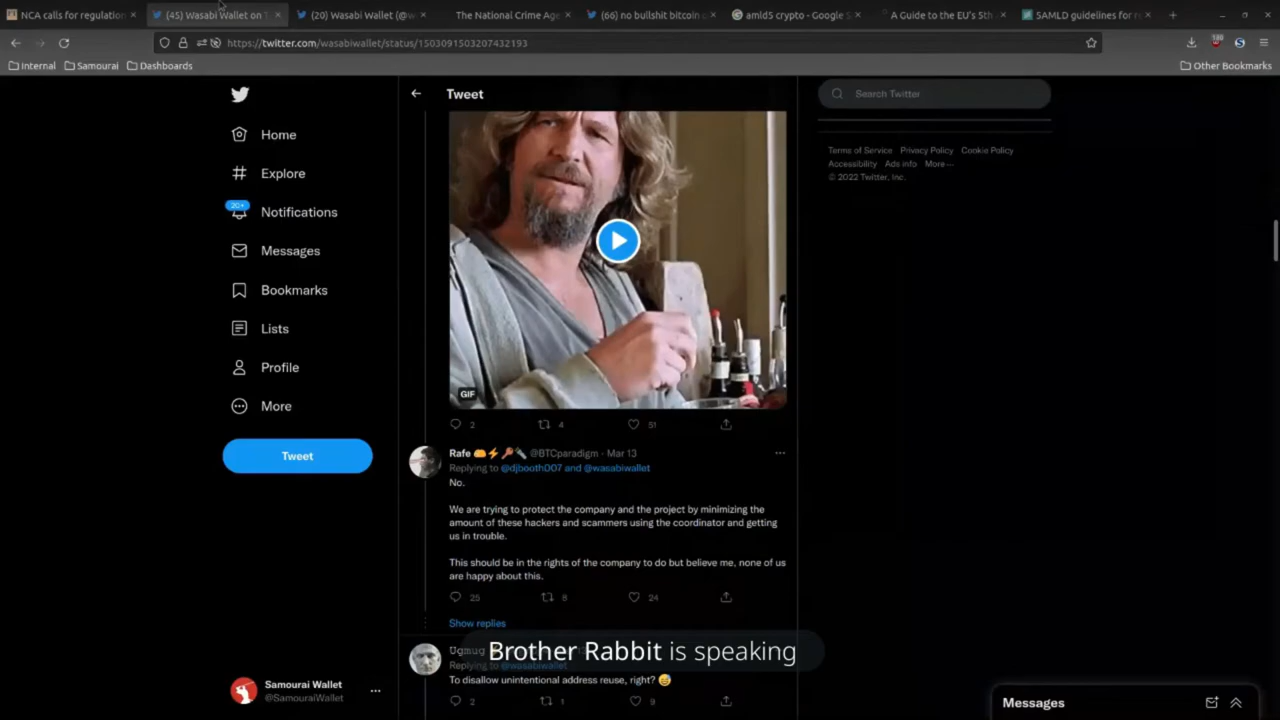 NCA calls for regulation
(45) Wasabi Wallet on T
(20) Wasabi Wallet (@w
The National Crime Age
(66) no bullshit bitcoin
amld5 crypto - Google S
A Guide to the EU's 5th
5AMLD guidelines for
https://twitter.com/wasabiwallet/status/1503091503207432193
Internal
Samourai
Dashboards
Other Bookmarks
Tweet
Search Twitter
Home
Explore
20+
Notifications
Messages
Bookmarks
Lists
Profile
More
Tweet
Terms of Service Privacy Policy Cookie Policy
Accessibility Ads info More ···
© 2022 Twitter, Inc.
GIF
2 4 51
Rafe @BTCparadigm · Mar 13
Replying to @djbooth007 and @wasabiwallet
No.
We are trying to protect the company and the project by minimizing the
amount of these hackers and scammers using the coordinator and getting
us in trouble.
This should be in the rights of the company to do but believe me, none of us
are happy about this.
25 8 24
Show replies
Ugmug
Replying to @wasabiwallet
Brother Rabbit is speaking
To disallow unintentional address reuse, right? 😅
2 1 9
Samourai Wallet
@SamouraiWallet
Messages